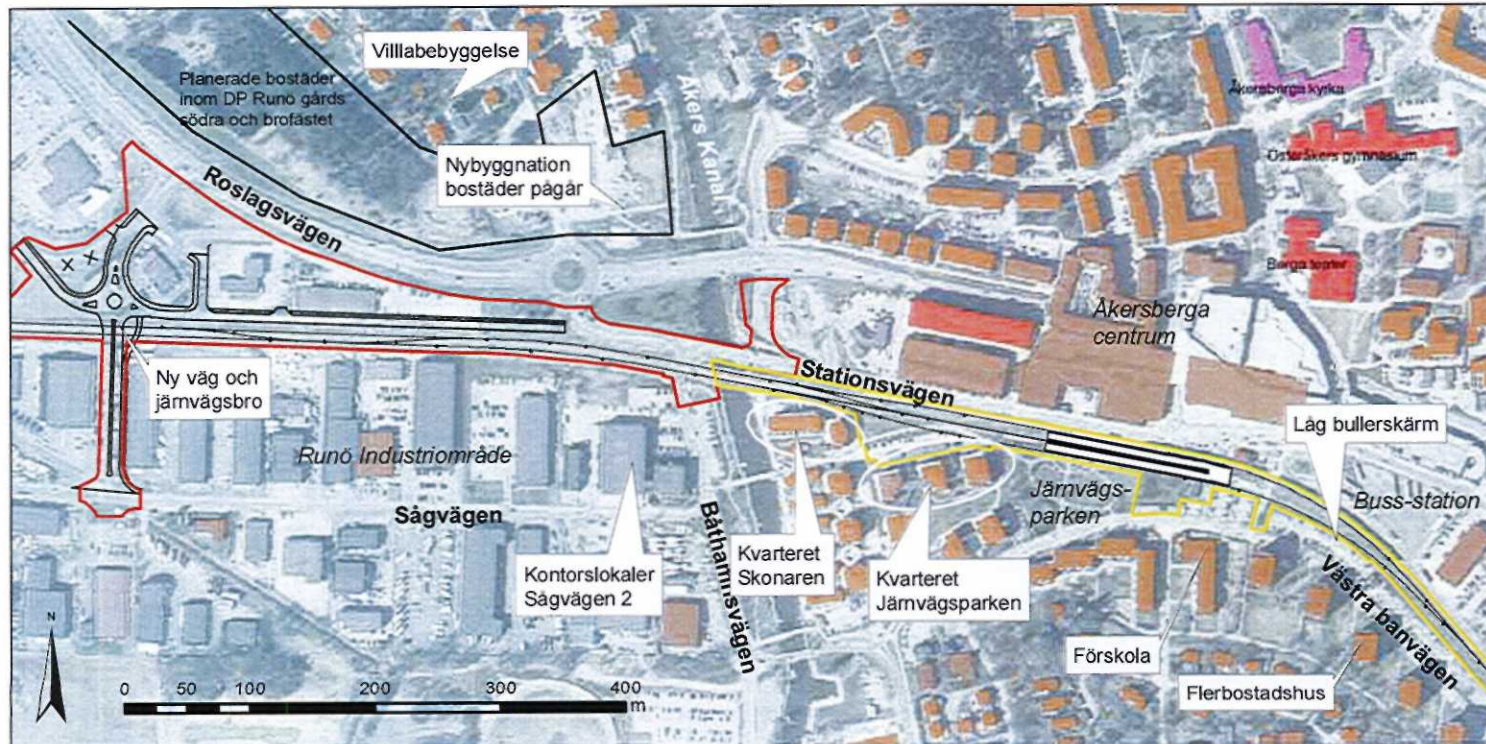 Villlabebyggelse
Planerade bostäder
inom DP Runö gårds
södra och brofästet
Åkers Kanal
Åkersberga kyrka
Österåkers gymnasium
Nybyggnation
bostäder pågår
Roslagsvägen
Berga teater
Åkersberga
centrum
Ny väg och
järnvägsbro
Stationsvägen
Låg bullerskärm
Runö Industriområde
Järnvägs-
parken
Buss-station
Sågvägen
Båthamnsvägen
Kontorslokaler
Sågvägen 2
Kvarteret
Skonaren
Kvarteret
Järnvägsparken
Västra banvägen
Förskola
Flerbostadshus
N
0 50 100 200 300 400
m